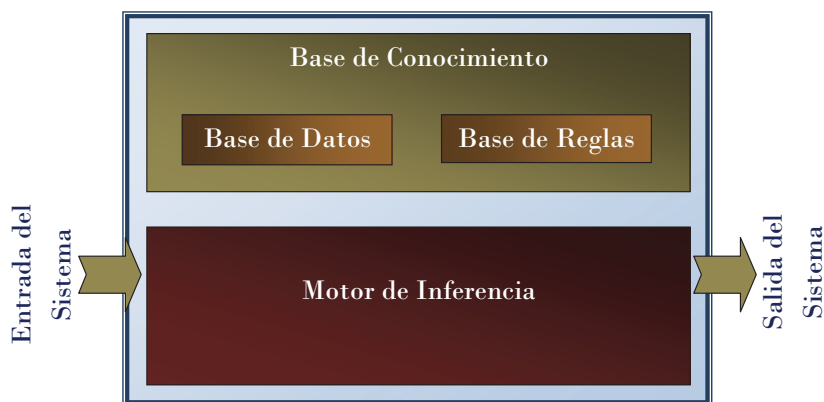 Base de Conocimiento
Base de Datos
Base de Reglas
Entrada del
Sistema
Motor de Inferencia
Salida del
Sistema